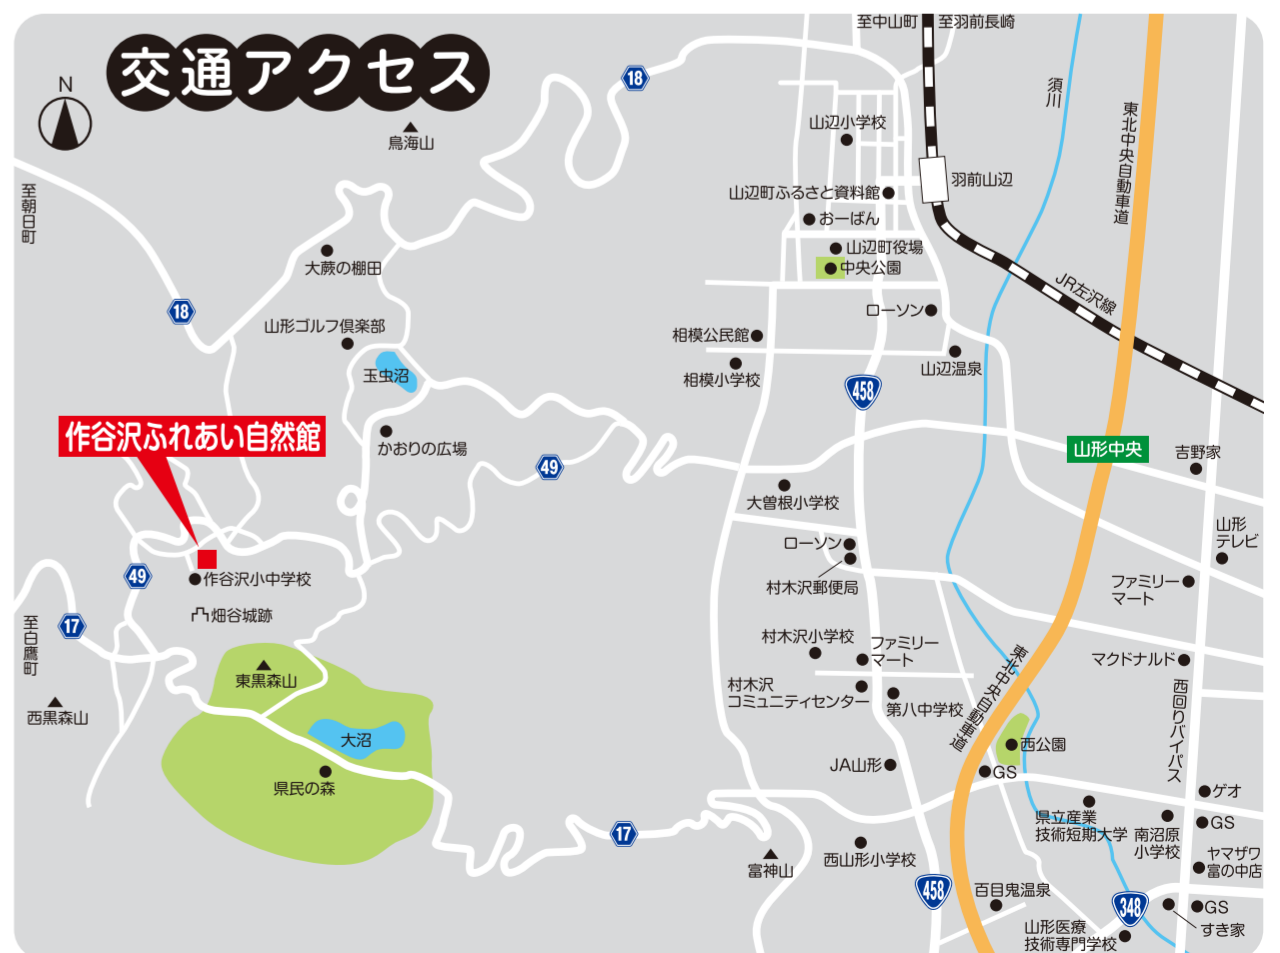 交通アクセス
N
至中山町
至羽前長崎
18
須川
東北中央自動車道
鳥海山
山辺小学校
至朝日町
羽前山辺
山辺町ふるさと資料館
おーばん
大蕨の棚田
山辺町役場
中央公園
JR左沢線
18
山形ゴルフ倶楽部
ローソン
相模公民館
玉虫沼
相模小学校
山辺温泉
458
作谷沢ふれあい自然館
かおりの広場
山形中央
吉野家
49
大曽根小学校
山形
テレビ
ローソン
村木沢郵便局
49
作谷沢小中学校
ファミリー
マート
畑谷城跡
17
至白鷹町
村木沢小学校
ファミリー
マート
マクドナルド
東黒森山
村木沢
コミュニティセンター
第八中学校
東北中央自動車道
西回りバイパス
西黒森山
大沼
西公園
県民の森
JA山形
GS
ゲオ
県立産業
技術短期大学
南沼原
小学校
GS
17
富神山
西山形小学校
ヤマザワ
富の中店
458
百目鬼温泉
348
GS
すき家
山形医療
技術専門学校